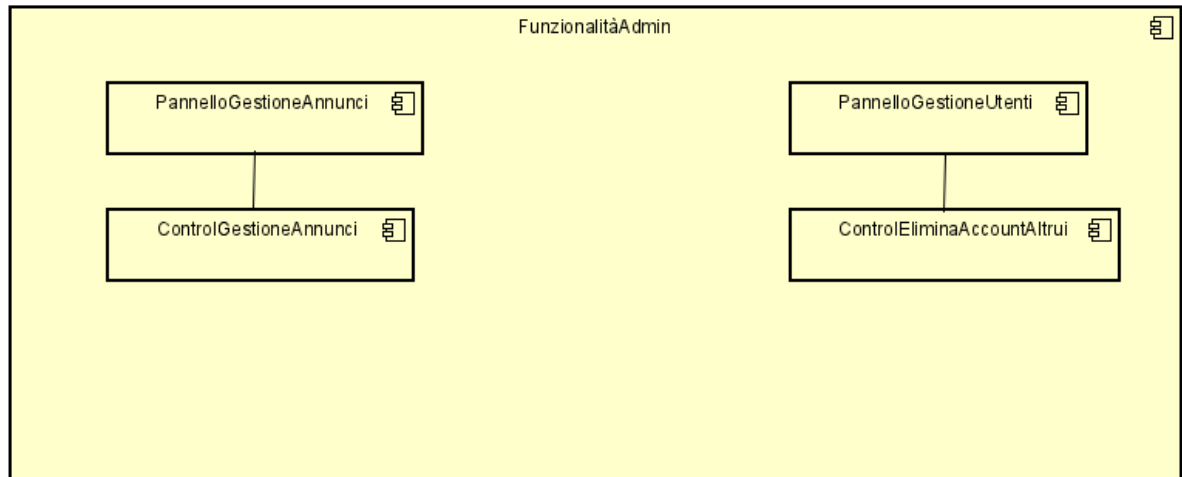 FunzionalitàAdmin
PannelloGestioneAnnunci
PannelloGestioneUtenti
ControlGestioneAnnunci
ControlEliminaAccountAltrui